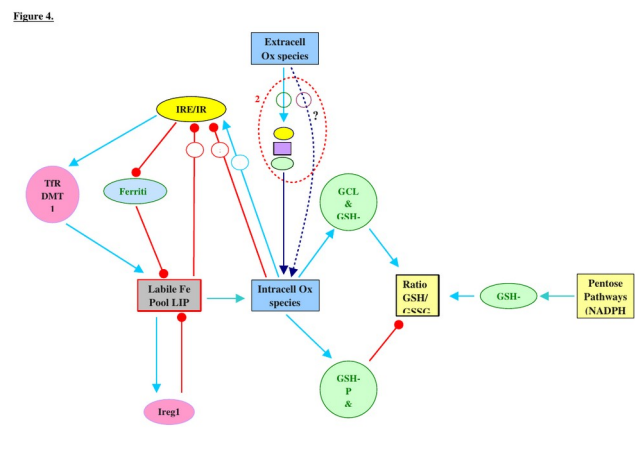 Figure 4.
Extracell
Ox species
2
?
IRE/IR
TfR
DMT
1
Ferriti
GCL
&
GSH-
Labile Fe
Pool LIP
Intracell Ox
species
Ratio
GSH/
GSSG
GSH-
Pentose
Pathways
(NADPH
GSH-
P
&
Ireg1